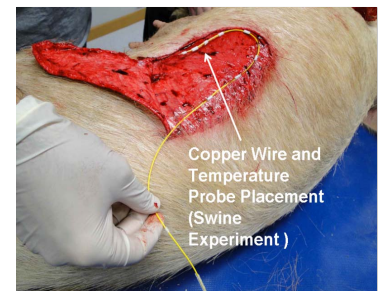 Copper Wire and
Temperature
Probe Placement
(Swine
Experiment )